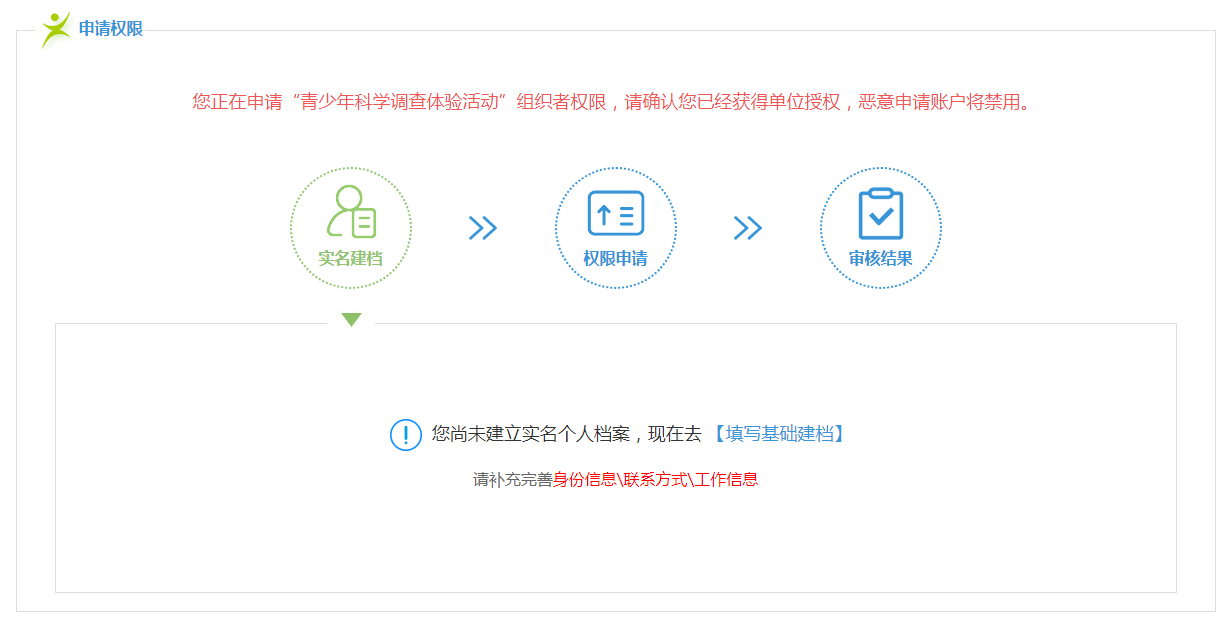 申请权限
您正在申请“青少年科学调查体验活动”组织者权限，请确认您已经获得单位授权，恶意申请账户将禁用。
实名建档
权限申请
审核结果
您尚未建立实名个人档案，现在去【填写基础建档】
请补充完善身份信息\联系方式\工作信息